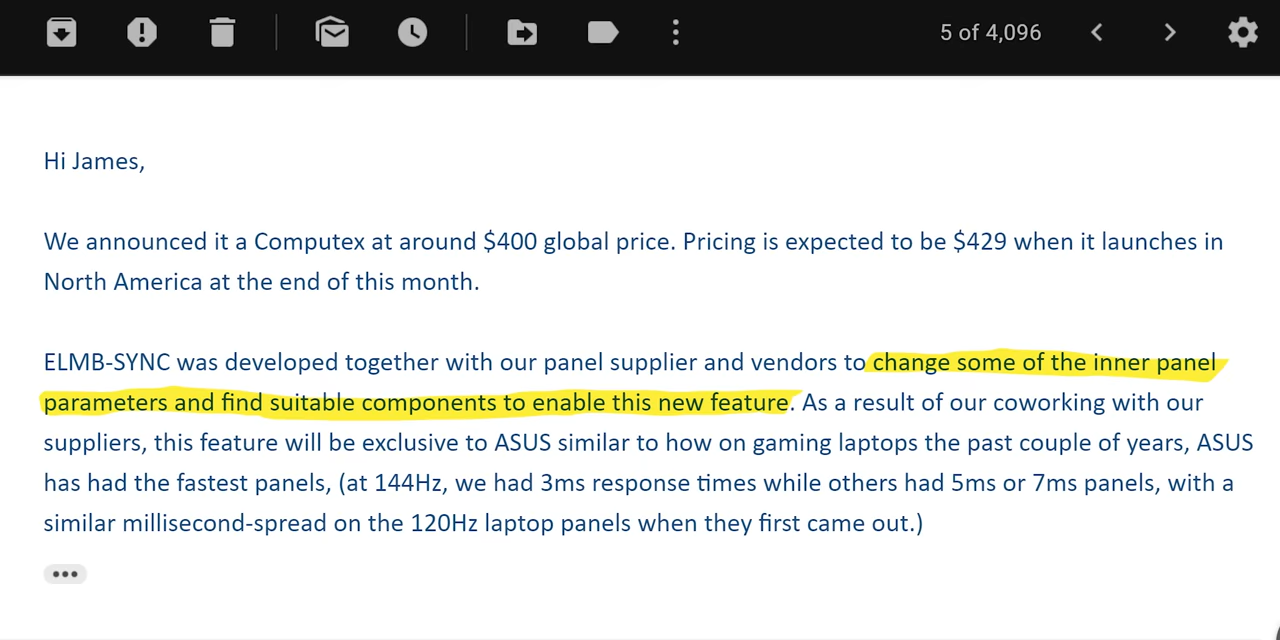 5 of 4,096
Hi James,
We announced it a Computex at around $400 global price. Pricing is expected to be $429 when it launches in
North America at the end of this month.
ELMB-SYNC was developed together with our panel supplier and vendors to change some of the inner panel
parameters and find suitable components to enable this new feature. As a result of our coworking with our
suppliers, this feature will be exclusive to ASUS similar to how on gaming laptops the past couple of years, ASUS
has had the fastest panels, (at 144Hz, we had 3ms response times while others had 5ms or 7ms panels, with a
similar millisecond-spread on the 120Hz laptop panels when they first came out.)